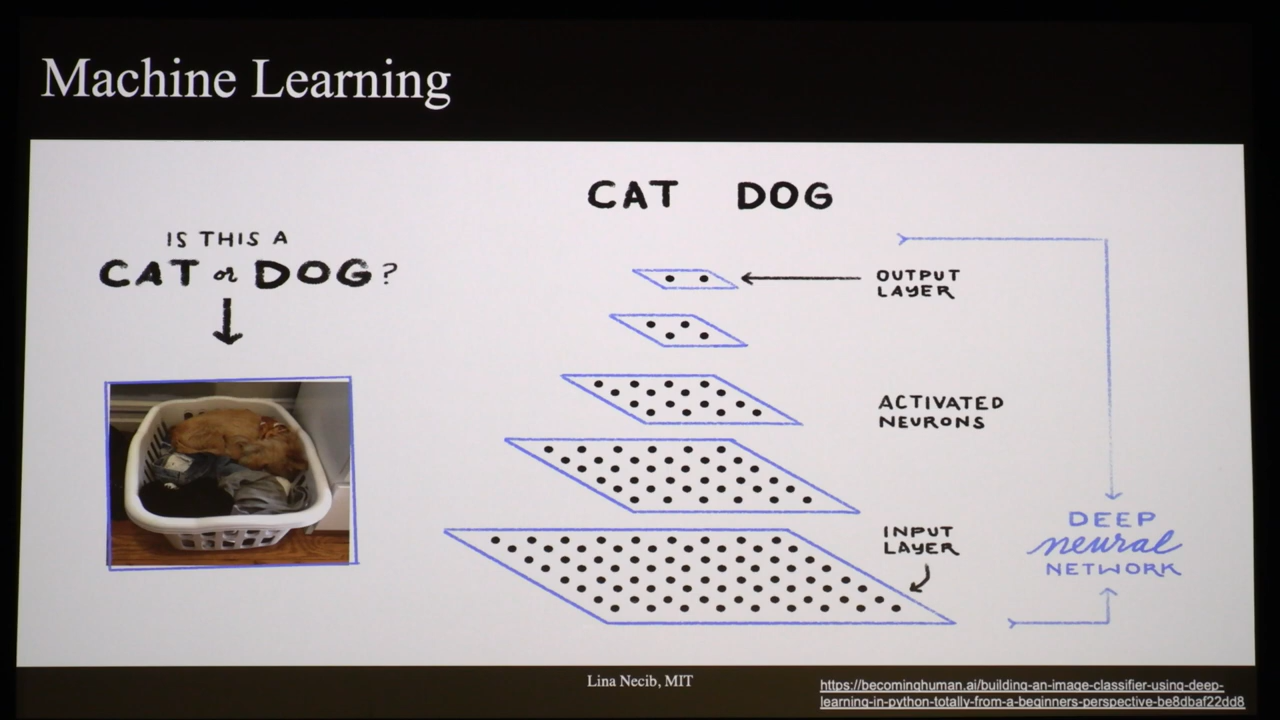 Machine Learning
IS THIS A
CAT or DOG?
CAT DOG
OUTPUT
LAYER
ACTIVATED
NEURONS
INPUT
LAYER
DEEP
neural
NETWORK
Lina Necib, MIT
https://becominghuman.ai/building-an-image-classifier-using-deep-
learning-in-python-totally-from-a-beginners-perspective-be8dbaf22dd8